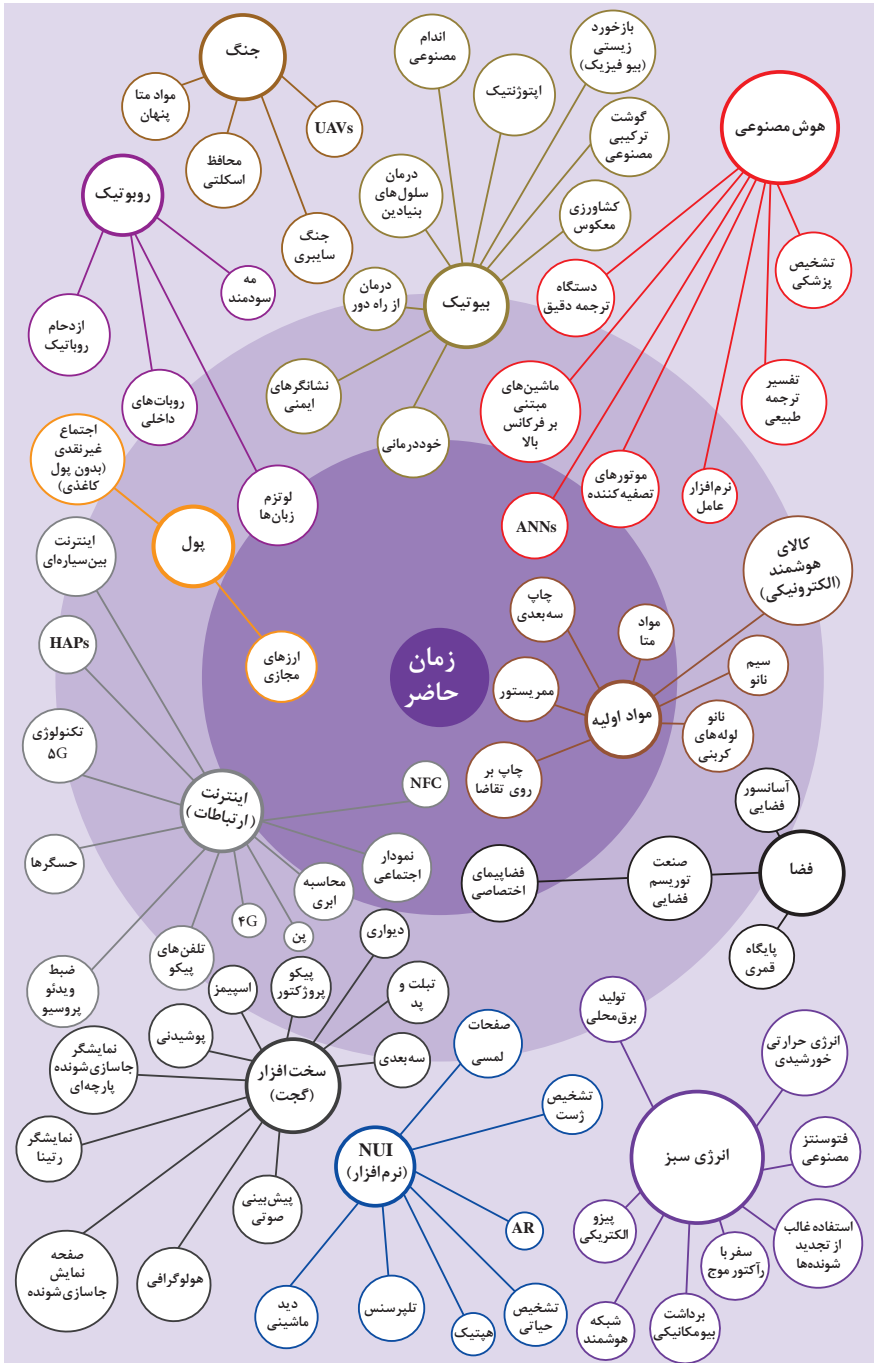 جنگ
مواد متا
پنهان
محافظ
اسکلتی
UAVs
جنگ
سایبری
روبوتیک
مه
سودمند
ازدحام
روباتیک
روبات‌های
داخلی
لوتزم
زبان‌ها
اندام
مصنوعی
بازخورد
زیستی
(بیو فیزیک)
اپتوژنتیک
گوشت
ترکیبی
مصنوعی
درمان
سلول‌های
بنیادین
کشاورزی
معکوس
بیوتیک
درمان
از راه دور
نشانگرهای
ایمنی
خوددرمانی
هوش مصنوعی
تشخیص
پزشکی
دستگاه
ترجمه دقیق
تفسیر
ترجمه
طبیعی
ماشین‌های
مبتنی
بر فرکانس
بالا
موتورهای
تصفیه‌کننده
نرم‌افزار
عامل
ANNs
اجتماع
غیرنقدی
(بدون پول
کاغذی)
پول
ارزهای
مجازی
زمان
حاضر
کالای
هوشمند
(الکترونیکی)
چاپ
سه‌بعدی
مواد
متا
سیم
نانو
ممریستور
مواد اولیه
نانو
لوله‌های
کربنی
چاپ بر
روی تقاضا
اینترنت
بین‌سیاره‌ای
HAPs
تکنولوژی
۵G
اینترنت
(ارتباطات)
NFC
حسگرها
نمودار
اجتماعی
محاسبه
ابری
۴G
پن
تلفن‌های
پیکو
ضبط
ویدئو
پروسیو
آسانسور
فضایی
فضا
صنعت
توریسم
فضایی
فضاپیمای
اختصاصی
پایگاه
قمری
دیواری
پیکو
پروژکتور
تبلت و
پد
اسپیمز
پوشیدنی
سه‌بعدی
نمایشگر
جاسازی‌شونده
پارچه‌ای
سخت‌افزار
(گجت)
نمایشگر
رتینا
پیش‌بینی
صوتی
صفحه
نمایش
جاسازی‌شونده
هولوگرافی
صفحات
لمسی
تشخیص
ژست
NUI
(نرم‌افزار)
AR
دید
ماشینی
تلپرسنس
هپتیک
تشخیص
حیاتی
تولید
برق‌محلی
انرژی حرارتی
خورشیدی
انرژی سبز
فتوسنتز
مصنوعی
پیزو
الکتریکی
استفاده غالب
از تجدید
شونده‌ها
سفر با
رآکتور موج
برداشت
بیومکانیکی
شبکه
هوشمند